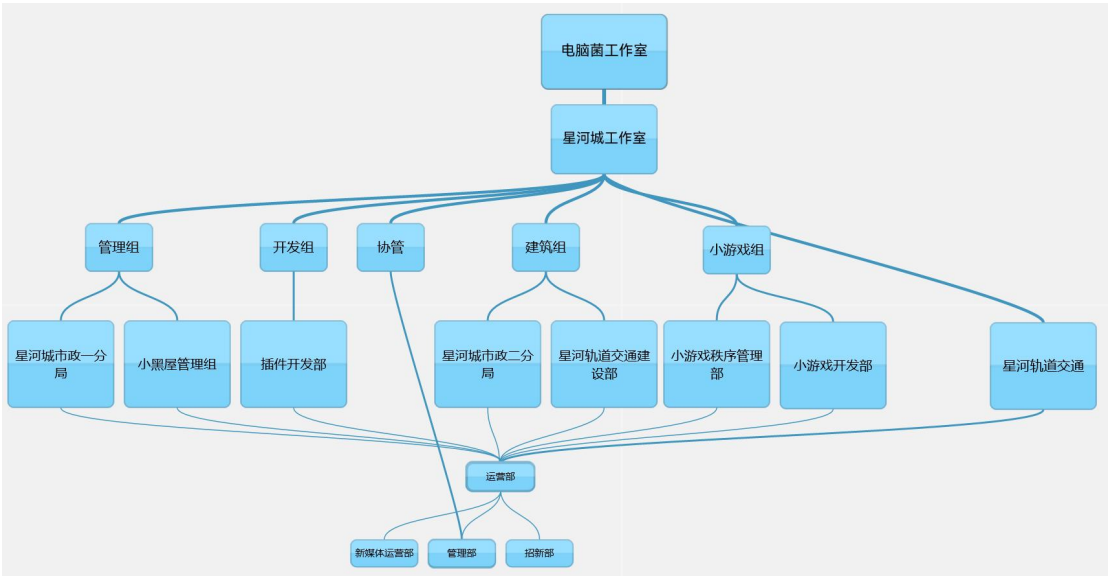 电脑菌工作室
星河城工作室
管理组
开发组
协管
建筑组
小游戏组
星河城市政一分
局
小黑屋管理组
插件开发部
星河城市政二分
局
星河轨道交通建
设部
小游戏秩序管理
部
小游戏开发部
星河轨道交通
运营部
新媒体运营部
管理部
招新部